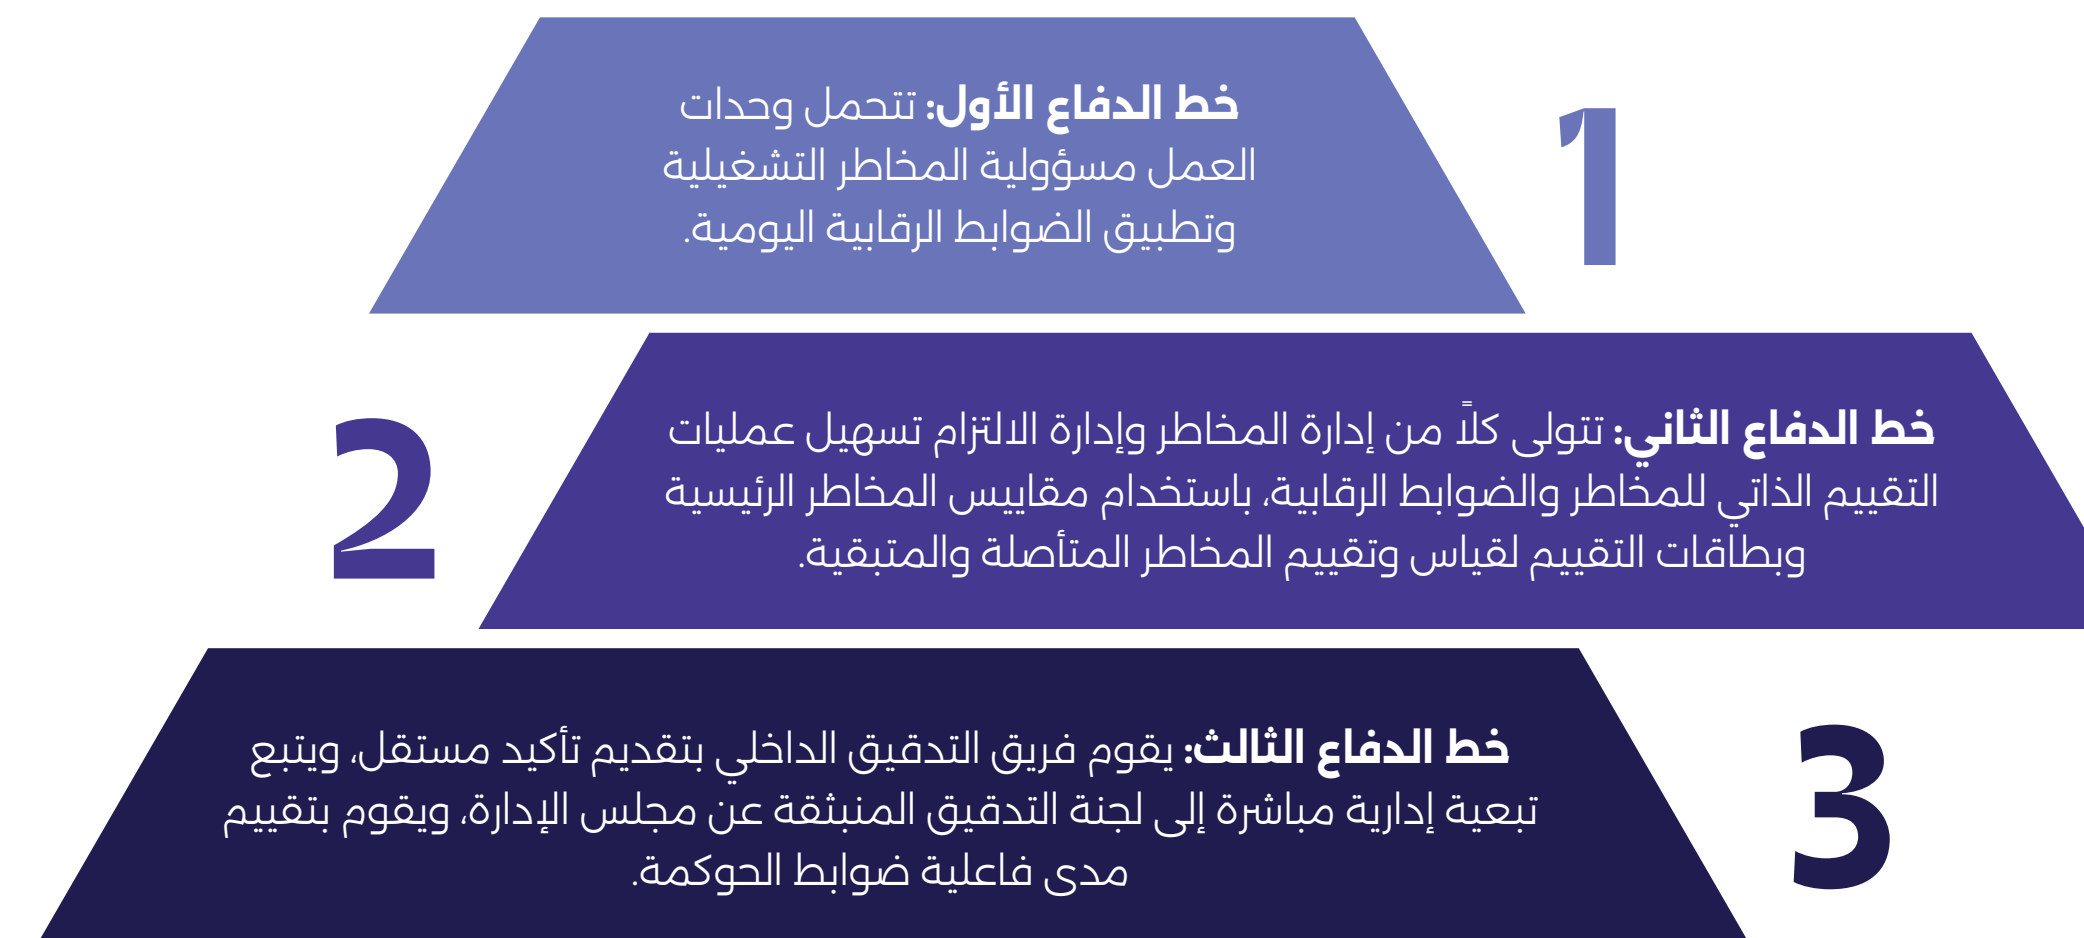 1
خط الدفاع الأول: تتحمل وحدات
العمل مسؤولية المخاطر التشغيلية
وتطبيق الضوابط الرقابية اليومية.
2
خط الدفاع الثاني: تتولى كلاً من إدارة المخاطر وإدارة الالتزام تسهيل عمليات
التقييم الذاتي للمخاطر والضوابط الرقابية، باستخدام مقاييس المخاطر الرئيسية
وبطاقات التقييم لقياس وتقييم المخاطر المتأصلة والمتبقية.
3
خط الدفاع الثالث: يقوم فريق التدقيق الداخلي بتقديم تأكيد مستقل، ويتبع
تبعية إدارية مباشرة إلى لجنة التدقيق المنبثقة عن مجلس الإدارة، ويقوم بتقييم
مدى فاعلية ضوابط الحوكمة.